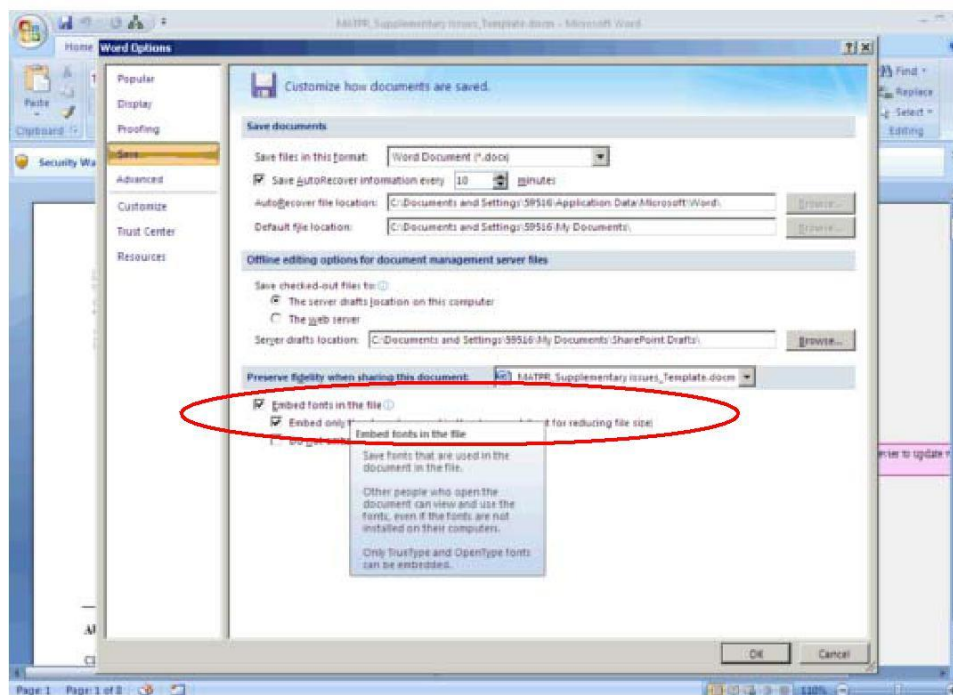 MATPR_Supplementary issues_Template.docm - Microsoft Word
Home
Word Options
Paste
Clipboard
Find
Replace
Select
Editing
Security Wa
Popular
Display
Proofing
Save
Advanced
Customize
Trust Center
Resources
Customize how documents are saved.
Save documents
Save files in this format: Word Document (*.docx)
Save AutoRecover information every 10 minutes
AutoRecover file location: C:\Documents and Settings\59516\Application Data\Microsoft\Word\ Browse...
Default file location: C:\Documents and Settings\59516\My Documents\ Browse...
Offline editing options for document management server files
Save checked-out files to:
The server drafts location on this computer
The web server
Server drafts location: C:\Documents and Settings\59516\My Documents\SharePoint Drafts\ Browse...
Preserve fidelity when sharing this document: MATPR_Supplementary issues_Template.docm
Embed fonts in the file
Embed only t for reducing file size)
Embed fonts in the file
Save fonts that are used in the
document in the file.
Other people who open the
document can view and use the
fonts, even if the fonts are not
installed on their computers.
Only TrueType and OpenType fonts
can be embedded.
to update
OK Cancel
Page: 1 Page: 1 of 8 110%